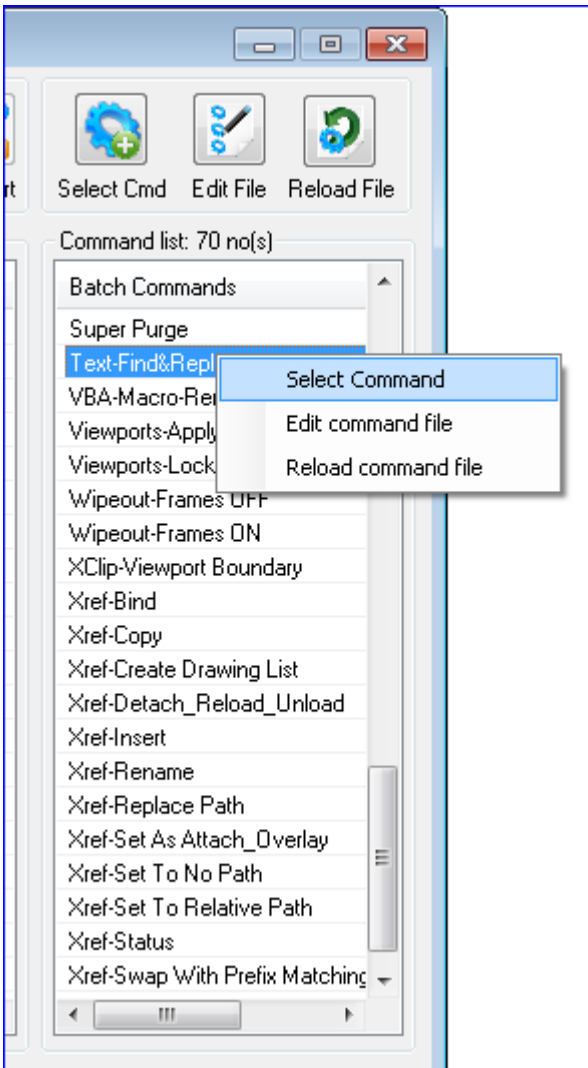 rt
Select Cmd Edit File Reload File
Command list: 70 no(s)
Batch Commands
Super Purge
Text-Find&Repl
Select Command
VBA-Macro-Re
Viewports-Apply
Edit command file
Viewports-Lock
Reload command file
Wipeout-Frames OFF
Wipeout-Frames ON
XClip-Viewport Boundary
Xref-Bind
Xref-Copy
Xref-Create Drawing List
Xref-Detach_Reload_Unload
Xref-Insert
Xref-Rename
Xref-Replace Path
Xref-Set As Attach_Overlay
Xref-Set To No Path
Xref-Set To Relative Path
Xref-Status
Xref-Swap With Prefix Matching